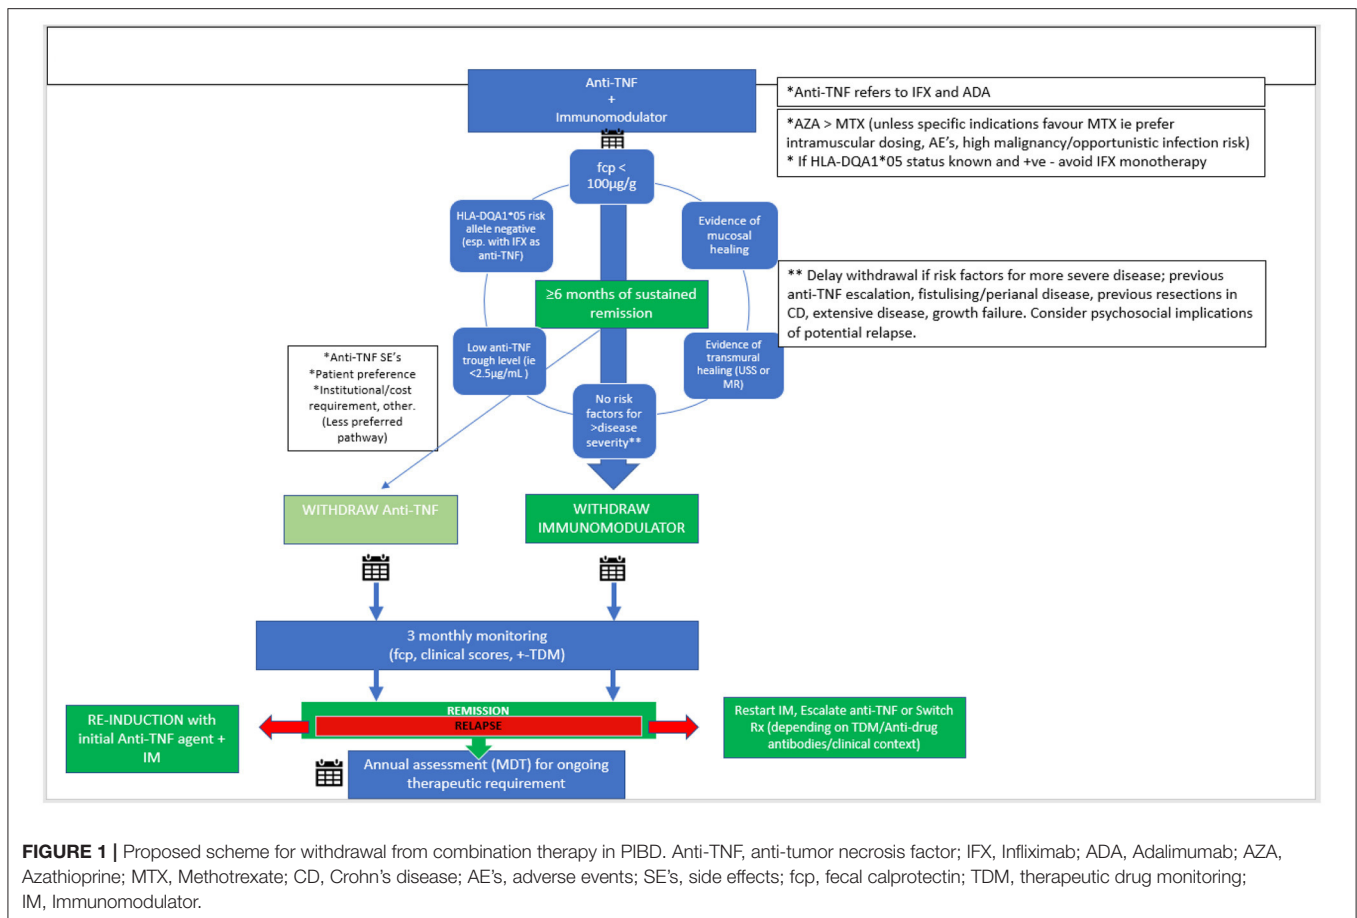 Anti-TNF
+
Immunomodulator
*Anti-TNF refers to IFX and ADA
*AZA > MTX (unless specific indications favour MTX ie prefer
intramuscular dosing, AE's, high malignancy/opportunistic infection risk)
* If HLA-DQA1*05 status known and +ve - avoid IFX monotherapy
fcp <
100µg/g
HLA-DQA1*05 risk
allele negative
(esp. with IFX as
anti-TNF)
Evidence of
mucosal
healing
≥6 months of sustained
remission
** Delay withdrawal if risk factors for more severe disease; previous
anti-TNF escalation, fistulising/perianal disease, previous resections in
CD, extensive disease, growth failure. Consider psychosocial implications
of potential relapse.
Low anti-TNF
trough level (ie
<2.5µg/mL )
Evidence of
transmural
healing (USS or
MR)
*Anti-TNF SE's
*Patient preference
*Institutional/cost
requirement, other.
(Less preferred
pathway)
No risk
factors for
>disease
severity**
WITHDRAW Anti-TNF
WITHDRAW
IMMUNOMODULATOR
3 monthly monitoring
(fcp, clinical scores, +-TDM)
RE-INDUCTION with
initial Anti-TNF agent +
IM
REMISSION
RELAPSE
Restart IM, Escalate anti-TNF or Switch
Rx (depending on TDM/Anti-drug
antibodies/clinical context)
Annual assessment (MDT) for ongoing
therapeutic requirement
FIGURE 1 | Proposed scheme for withdrawal from combination therapy in PIBD. Anti-TNF, anti-tumor necrosis factor; IFX, Infliximab; ADA, Adalimumab; AZA,
Azathioprine; MTX, Methotrexate; CD, Crohn's disease; AE's, adverse events; SE's, side effects; fcp, fecal calprotectin; TDM, therapeutic drug monitoring;
IM, Immunomodulator.